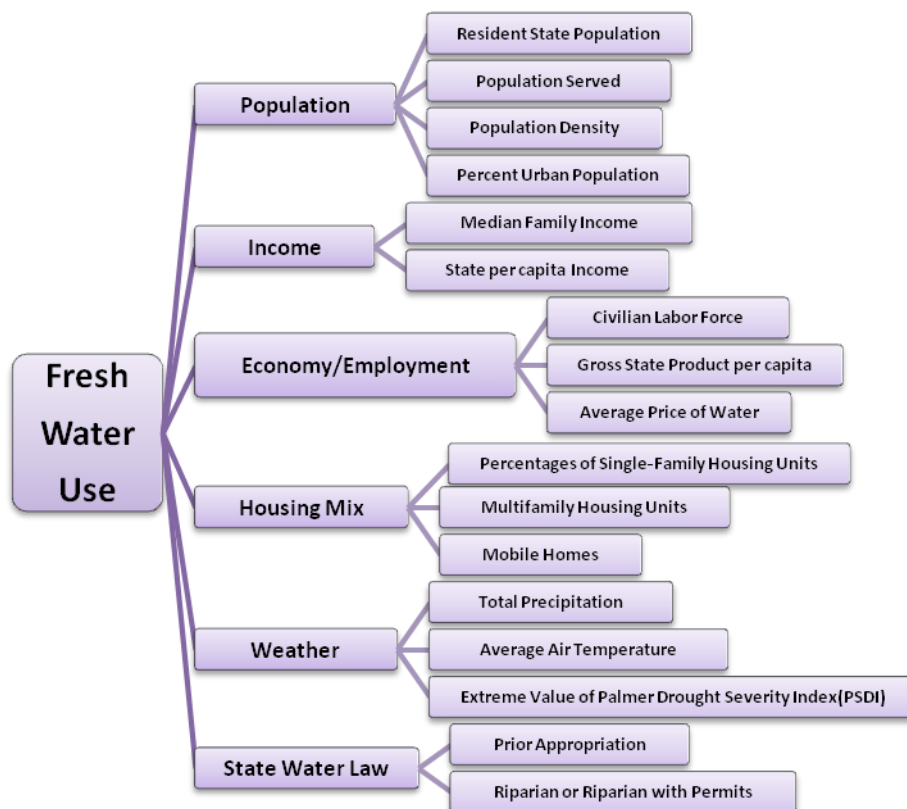 Fresh
Water
Use
Population
Resident State Population
Population Served
Population Density
Percent Urban Population
Income
Median Family Income
State per capita Income
Economy/Employment
Civilian Labor Force
Gross State Product per capita
Average Price of Water
Housing Mix
Percentages of Single-Family Housing Units
Multifamily Housing Units
Mobile Homes
Weather
Total Precipitation
Average Air Temperature
Extreme Value of Palmer Drought Severity Index(PSDI)
State Water Law
Prior Appropriation
Riparian or Riparian with Permits